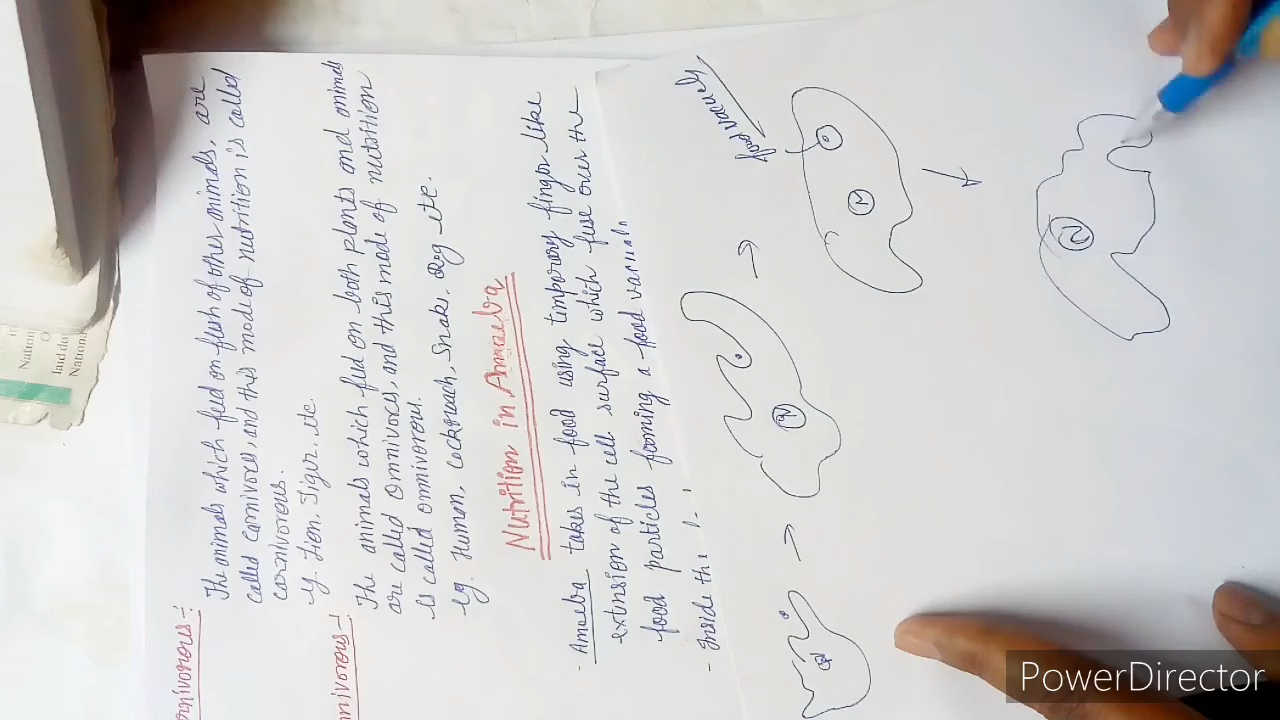 The animals which feed on flesh of other animals, are
called carnivores, and this mode of nutrition is called
carnivorous.
eg. Lion, Tiger. etc.
The animals which feed on both plants and animals
are called omnivores, and this mode of nutrition
is called omnivorous.
eg. Human, cockroach, Snake, Dog etc.
Nutrition in Amoeba
- Amoeba takes in food using temporary finger like
extension of the cell surface which fuse over the
food particles forming a food
- Inside the
food
N
N
N
Nation
laid do
Nationa
PowerDirector